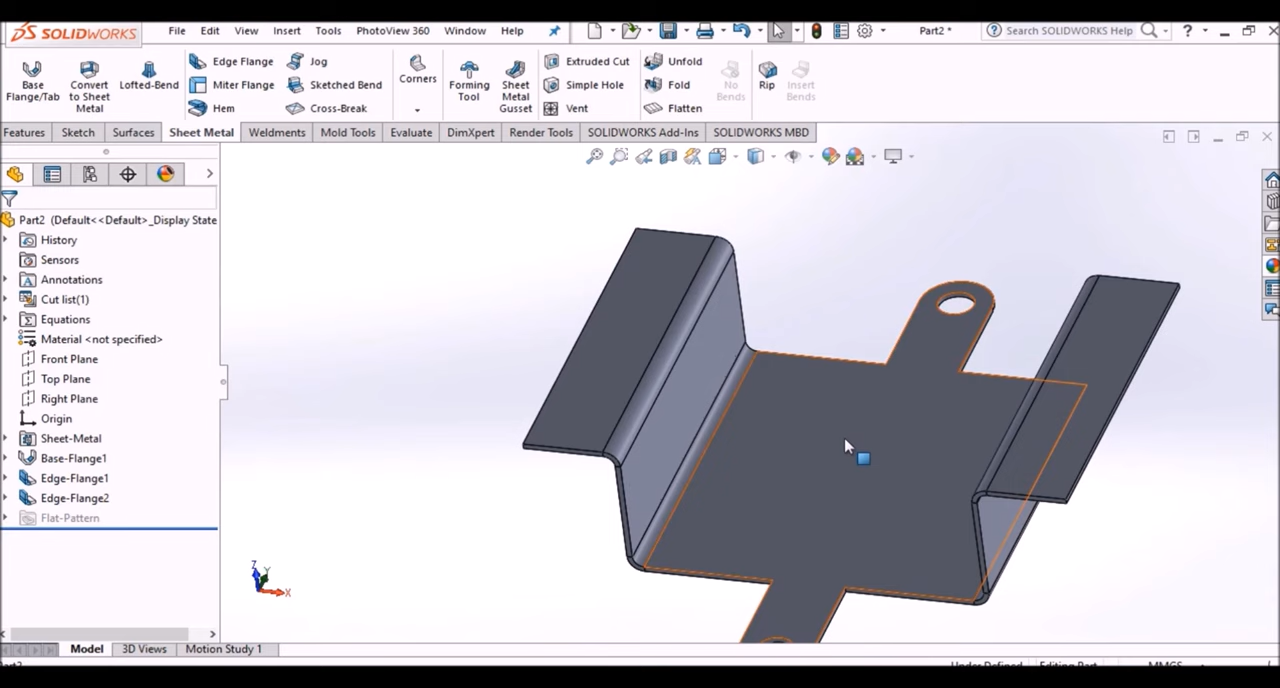 SOLIDWORKS File Edit View Insert Tools PhotoView 360 Window Help Part2 * Search SOLIDWORKS Help ?
Base Flange/Tab
Convert to Sheet Metal
Lofted-Bend
Edge Flange
Miter Flange
Hem
Jog
Sketched Bend
Cross-Break
Corners
Forming Tool
Sheet Metal Gusset
Extruded Cut
Simple Hole
Vent
Unfold
Fold
Flatten
No Bends
Rip
Insert Bends
Features Sketch Surfaces Sheet Metal Weldments Mold Tools Evaluate DimXpert Render Tools SOLIDWORKS Add-Ins SOLIDWORKS MBD
Part2 (Default<<Default>_Display State
History
Sensors
Annotations
Cut list(1)
Equations
Material <not specified>
Front Plane
Top Plane
Right Plane
Origin
Sheet-Metal
Base-Flange1
Edge-Flange1
Edge-Flange2
Flat-Pattern
Z
Y
X
Model 3D Views Motion Study 1
Under Defined Editing Part MMGS